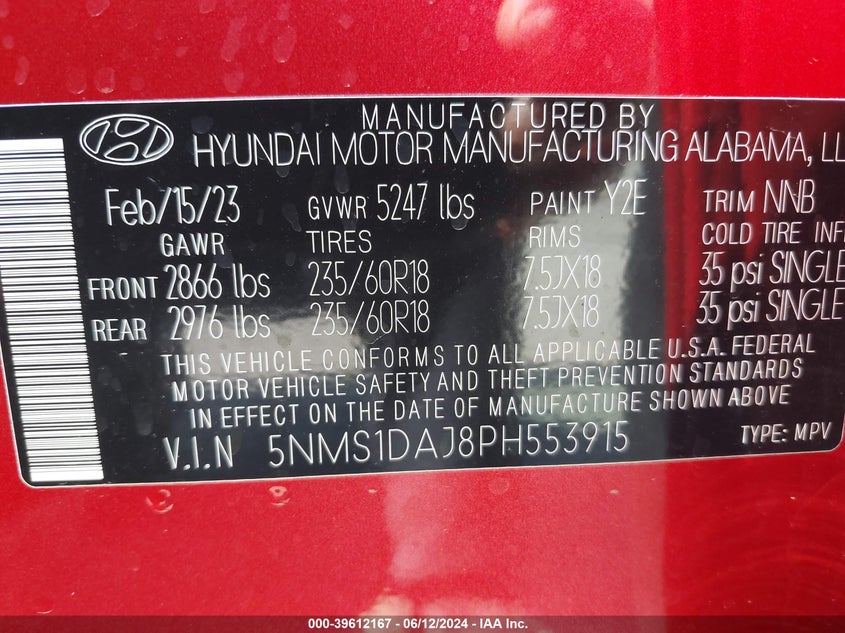 MANUFACTURED BY
HYUNDAI MOTOR MANUFACTURING ALABAMA, LL
Feb/15/23 GVWR 5247 lbs PAINT Y2E TRIM NNB
GAWR TIRES RIMS COLD TIRE INF
FRONT 2866 lbs 235/60R18 7.5JX18 35 psi SINGLE
REAR 2976 lbs 235/60R18 7.5JX18 35 psi SINGLE
THIS VEHICLE CONFORMS TO ALL APPLICABLE U.S.A. FEDERAL
MOTOR VEHICLE SAFETY AND THEFT PREVENTION STANDARDS
IN EFFECT ON THE DATE OF MANUFACTURE SHOWN ABOVE.
V.I.N 5NMS1DAJ8PH553915 TYPE: MPV
000-39612167 - 06/12/2024 - IAA Inc.